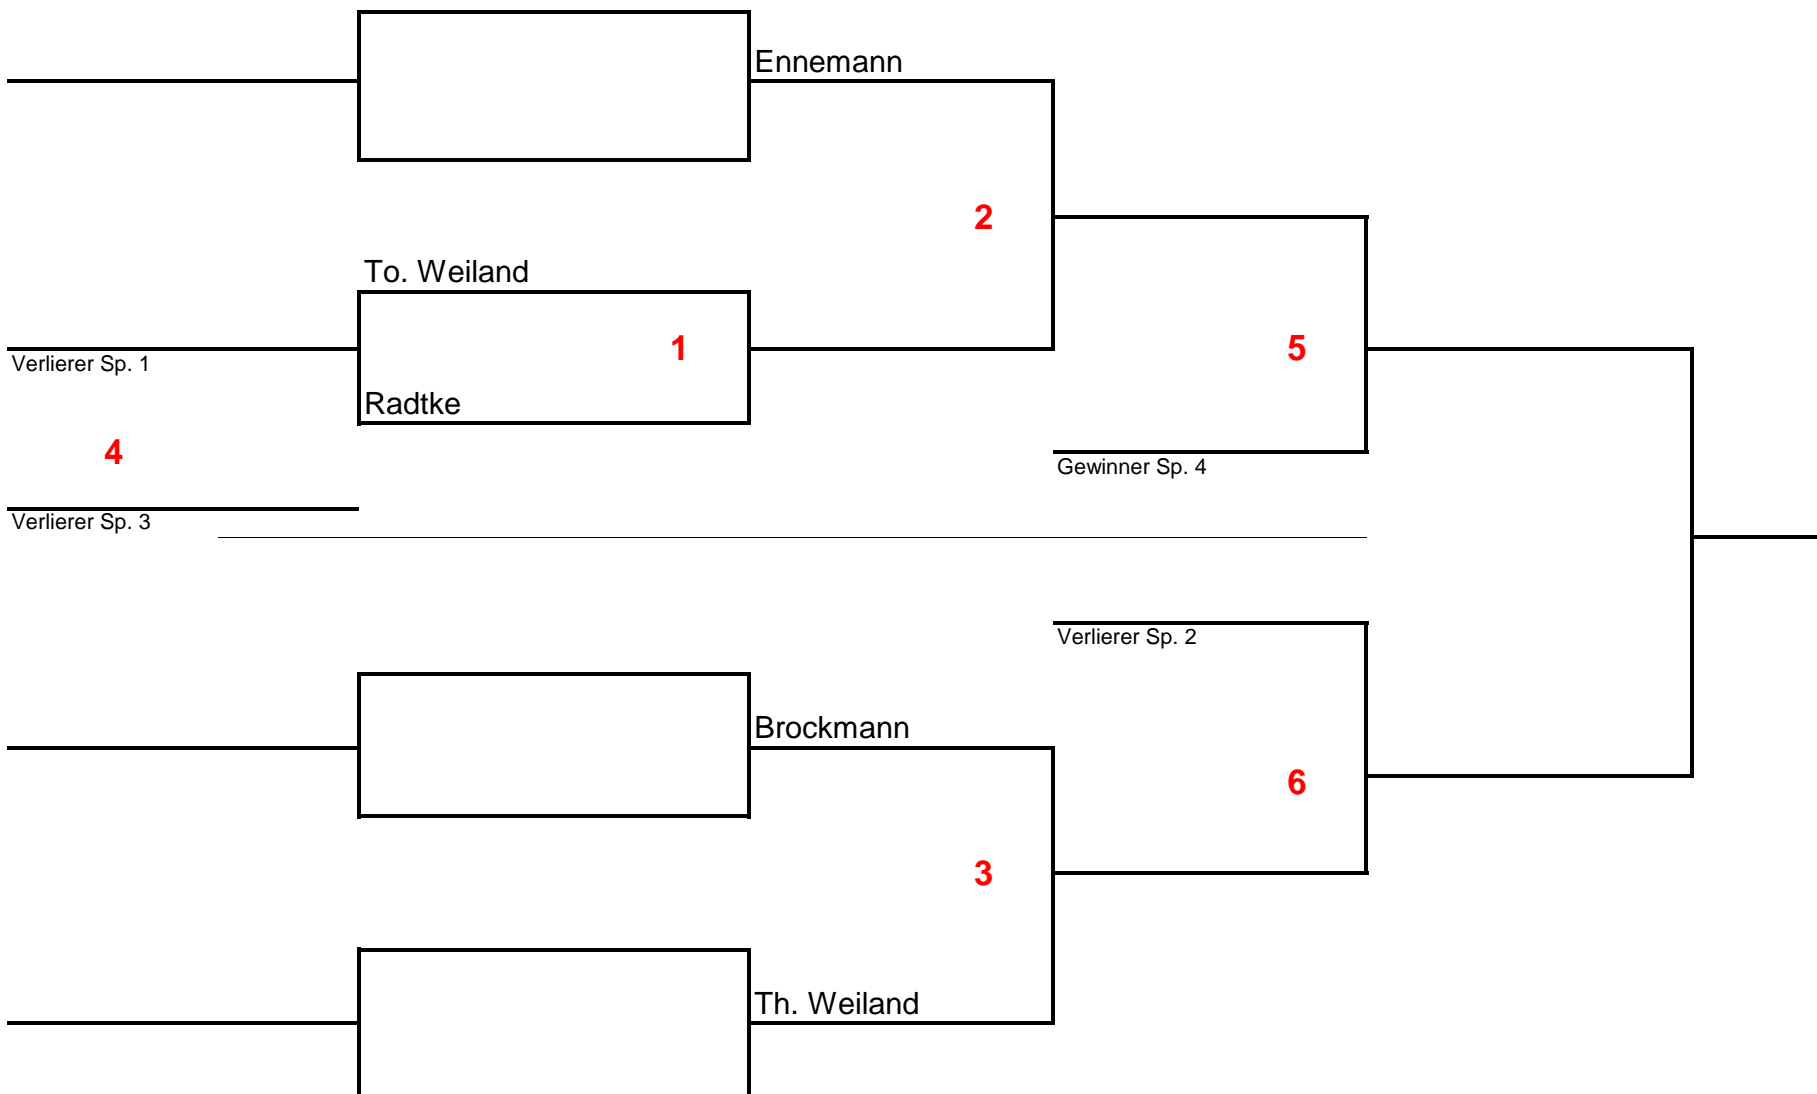 Ennemann
2
To. Weiland
1
5
Verlierer Sp. 1
Radtke
4
Gewinner Sp. 4
Verlierer Sp. 3
Verlierer Sp. 2
Brockmann
6
3
Th. Weiland